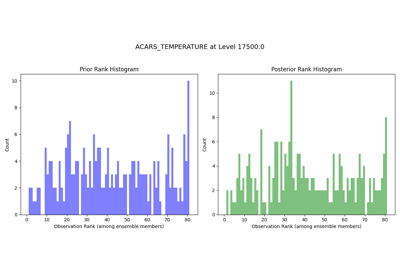 ACARS_TEMPERATURE at Level 17500.0
Prior Rank Histogram
Count
10
8
6
4
2
0
0 10 20 30 40 50 60 70 80
Observation Rank (among ensemble members)
Posterior Rank Histogram
Count
10
8
6
4
2
0
0 10 20 30 40 50 60 70 80
Observation Rank (among ensemble members)